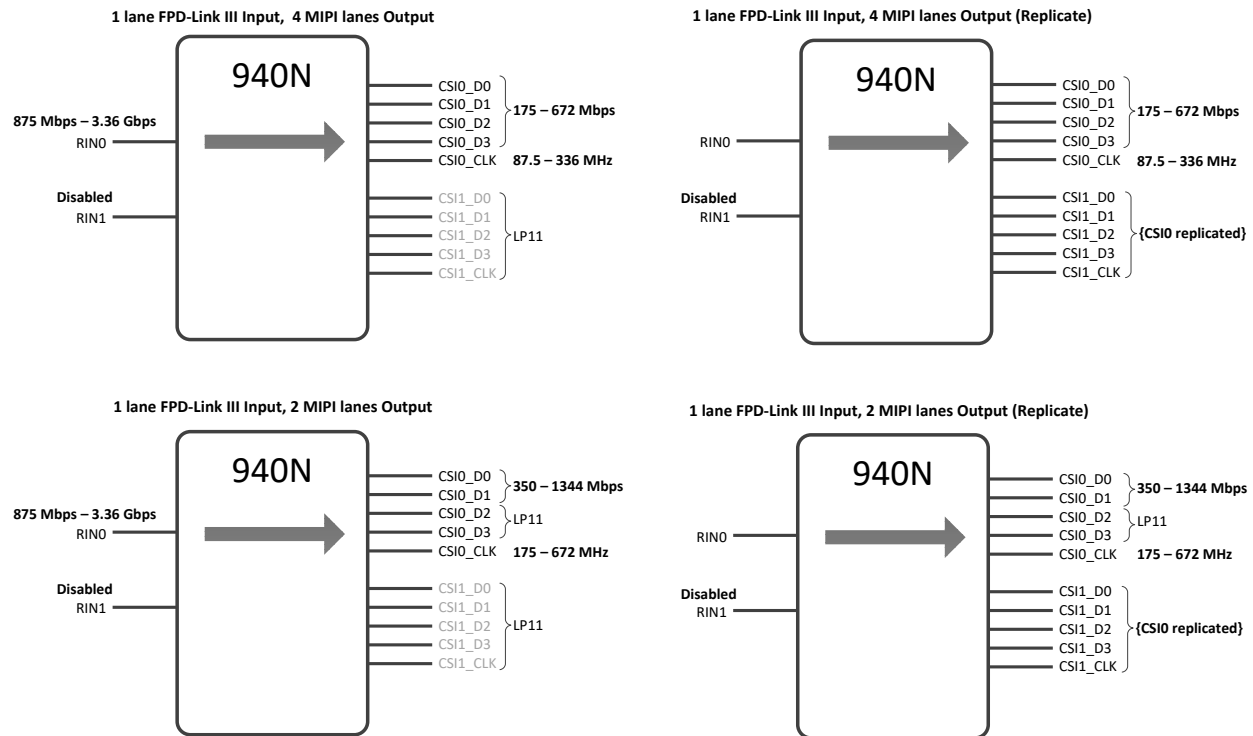 1 lane FPD-Link III Input, 4 MIPI lanes Output
940N
875 Mbps – 3.36 Gbps
RIN0
Disabled
RIN1
CSI0_D0
CSI0_D1
CSI0_D2
CSI0_D3
175 – 672 Mbps
CSI0_CLK 87.5 – 336 MHz
CSI1_D0
CSI1_D1
CSI1_D2
CSI1_D3
CSI1_CLK
LP11
1 lane FPD-Link III Input, 4 MIPI lanes Output (Replicate)
940N
RIN0
Disabled
RIN1
CSI0_D0
CSI0_D1
CSI0_D2
CSI0_D3
175 – 672 Mbps
CSI0_CLK 87.5 – 336 MHz
CSI1_D0
CSI1_D1
CSI1_D2
CSI1_D3
CSI1_CLK
{CSI0 replicated}
1 lane FPD-Link III Input, 2 MIPI lanes Output
940N
875 Mbps – 3.36 Gbps
RIN0
Disabled
RIN1
CSI0_D0
CSI0_D1
350 – 1344 Mbps
CSI0_D2
CSI0_D3
LP11
CSI0_CLK 175 – 672 MHz
CSI1_D0
CSI1_D1
CSI1_D2
CSI1_D3
CSI1_CLK
LP11
1 lane FPD-Link III Input, 2 MIPI lanes Output (Replicate)
940N
RIN0
Disabled
RIN1
CSI0_D0
CSI0_D1
350 – 1344 Mbps
CSI0_D2
CSI0_D3
LP11
CSI0_CLK 175 – 672 MHz
CSI1_D0
CSI1_D1
CSI1_D2
CSI1_D3
CSI1_CLK
{CSI0 replicated}